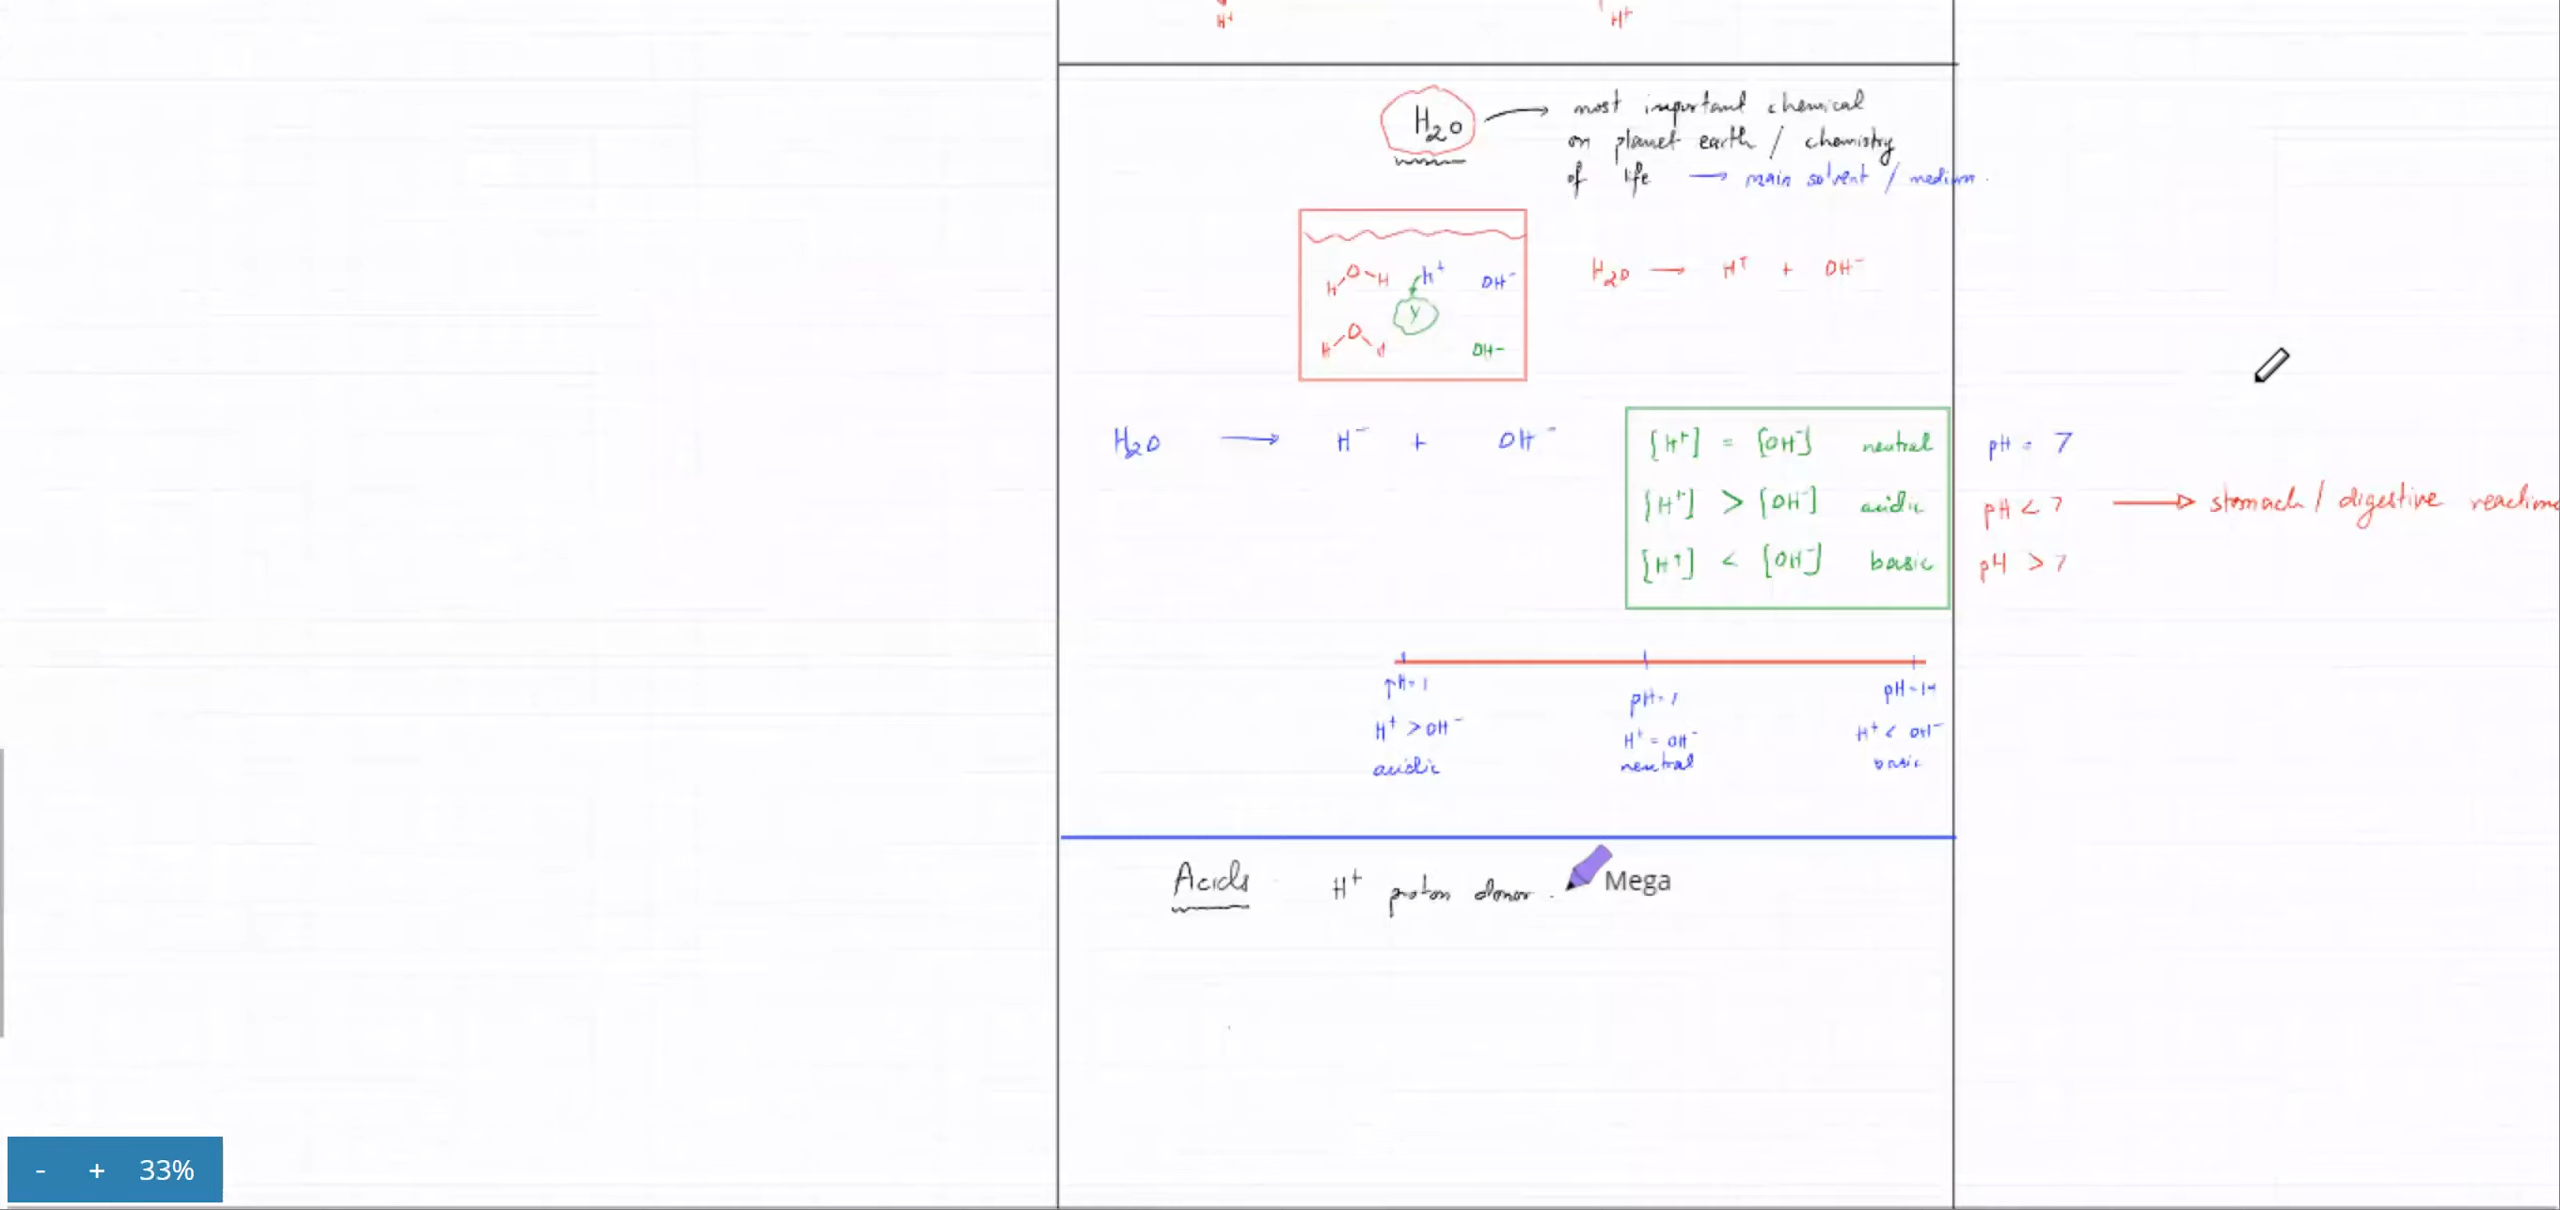 H+ H+
H2O → most important chemical
on planet earth / chemistry
of life → main solvent / medium.
H O H H+ OH-
Y
H O H OH-
H2O → H+ + OH-
H2O → H- + OH-
[H+] = [OH-] neutral pH = 7
[H+] > [OH-] acidic pH < 7 → stomach / digestive reactions
[H+] < [OH-] basic pH > 7
pH=1 pH=7 pH=14
H+ > OH- H+ = OH- H+ < OH-
acidic neutral basic
Acids H+ proton donor. Mega
- + 33%